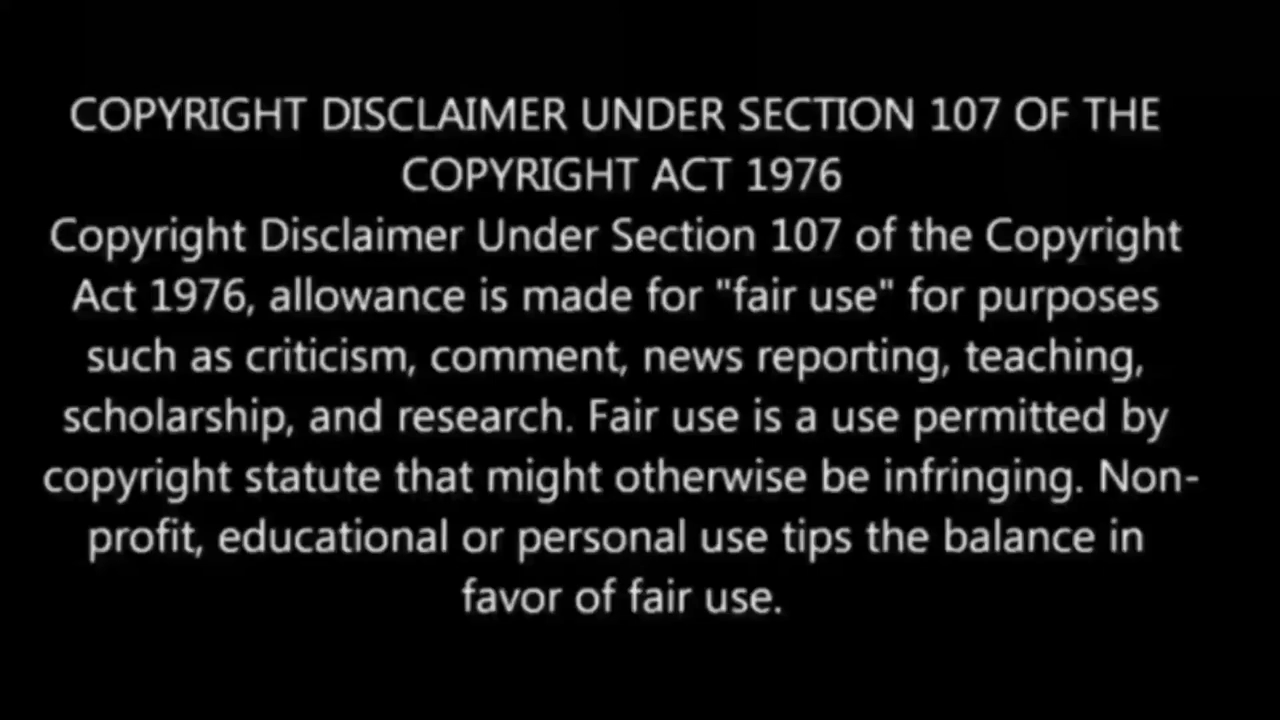 COPYRIGHT DISCLAIMER UNDER SECTION 107 OF THE
COPYRIGHT ACT 1976
Copyright Disclaimer Under Section 107 of the Copyright
Act 1976, allowance is made for "fair use" for purposes
such as criticism, comment, news reporting, teaching,
scholarship, and research. Fair use is a use permitted by
copyright statute that might otherwise be infringing. Non-
profit, educational or personal use tips the balance in
favor of fair use.